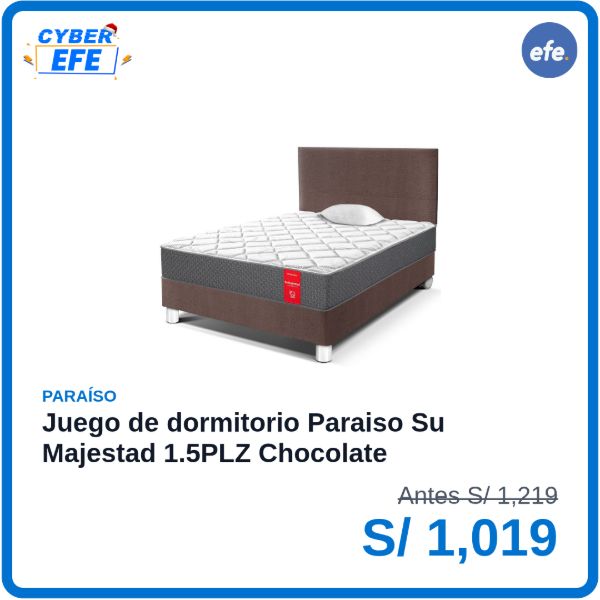 CYBER
EFE
efe.
PARAÍSO
Juego de dormitorio Paraiso Su
Majestad 1.5PLZ Chocolate
Antes S/ 1,219
S/ 1,019